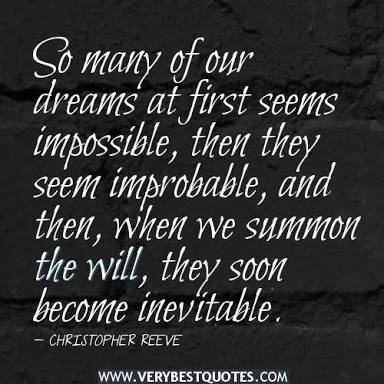 So many of our
dreams at first seems
impossible, then they
seem improbable, and
then, when we summon
the will, they soon
become inevitable.
– CHRISTOPHER REEVE
WWW.VERYBESTQUOTES.COM